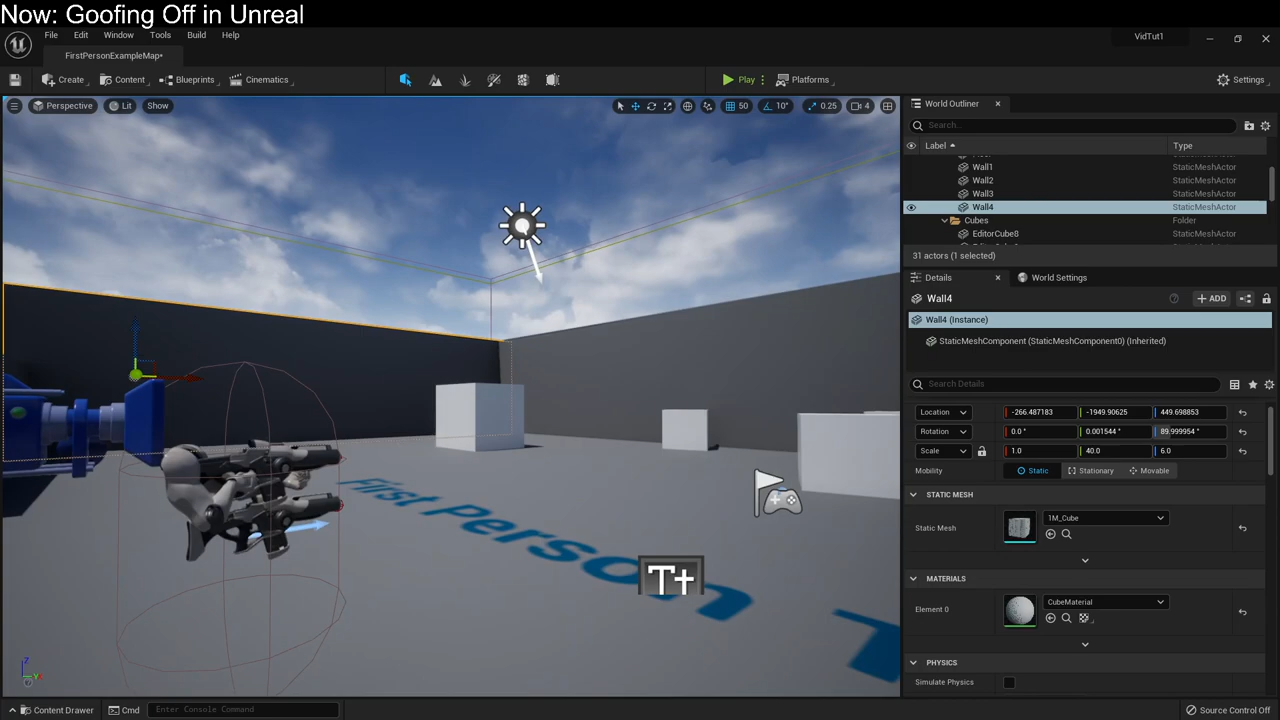 Now: Goofing Off in Unreal
File Edit Window Tools Build Help
VidTut1
FirstPersonExampleMap*
Create Content Blueprints Cinematics Play Platforms Settings
Perspective Lit Show 50 10° 0.25 4
World Outliner
Search...
Label Type
Wall1 StaticMeshActor
Wall2 StaticMeshActor
Wall3 StaticMeshActor
Wall4 StaticMeshActor
Cubes Folder
EditorCube8 StaticMeshActor
31 actors (1 selected)
Details World Settings
Wall4 ADD
Wall4 (Instance)
StaticMeshComponent (StaticMeshComponent0) (Inherited)
Search Details
Location -266.487183 -1949.90625 449.698853
Rotation 0.0 ° 0.001544 ° 89.999954 °
Scale 1.0 40.0 6.0
Mobility Static Stationary Movable
STATIC MESH
Static Mesh 1M_Cube
MATERIALS
Element 0 CubeMaterial
PHYSICS
Simulate Physics
First Person
T+
Z
Y
Content Drawer Cmd Enter Console Command Source Control Off